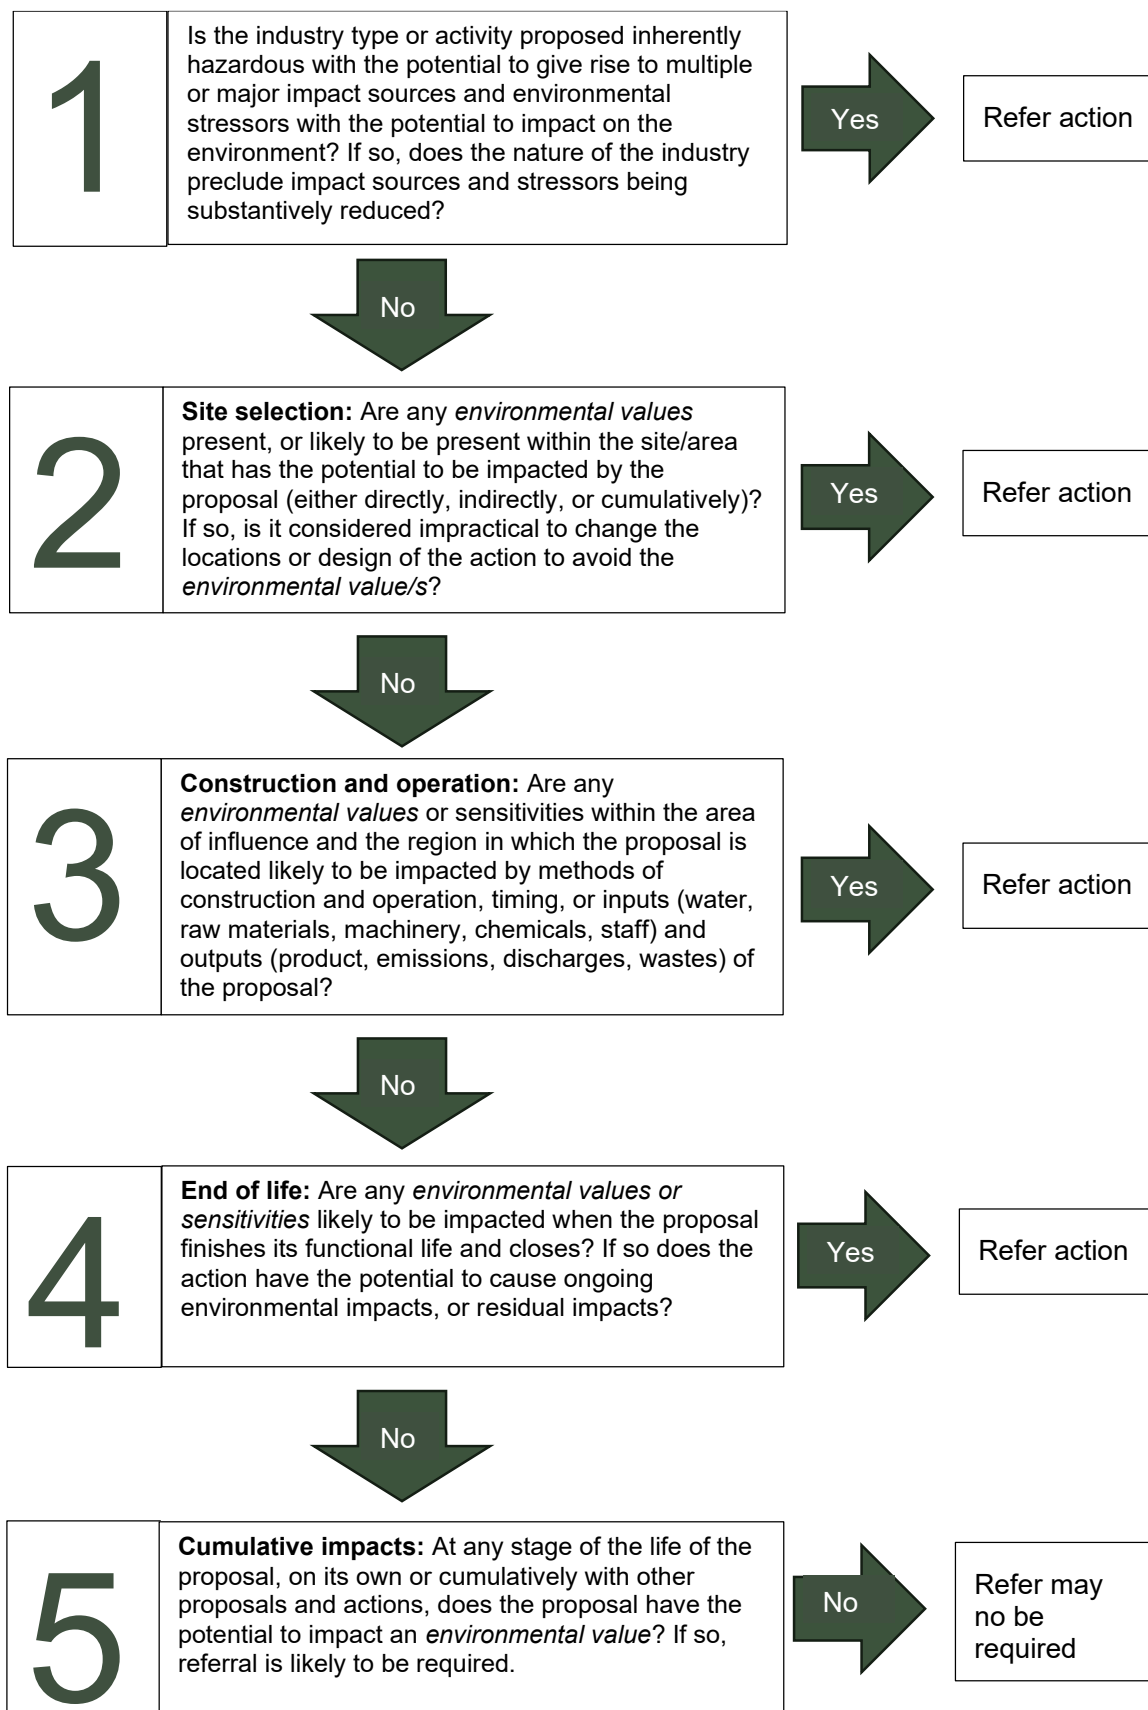 1
Is the industry type or activity proposed inherently
hazardous with the potential to give rise to multiple
or major impact sources and environmental
stressors with the potential to impact on the
environment? If so, does the nature of the industry
preclude impact sources and stressors being
substantively reduced?
Yes
Refer action
No
2
Site selection: Are any environmental values
present, or likely to be present within the site/area
that has the potential to be impacted by the
proposal (either directly, indirectly, or cumulatively)?
If so, is it considered impractical to change the
locations or design of the action to avoid the
environmental value/s?
Yes
Refer action
No
3
Construction and operation: Are any
environmental values or sensitivities within the area
of influence and the region in which the proposal is
located likely to be impacted by methods of
construction and operation, timing, or inputs (water,
raw materials, machinery, chemicals, staff) and
outputs (product, emissions, discharges, wastes) of
the proposal?
Yes
Refer action
No
4
End of life: Are any environmental values or
sensitivities likely to be impacted when the proposal
finishes its functional life and closes? If so does the
action have the potential to cause ongoing
environmental impacts, or residual impacts?
Yes
Refer action
No
5
Cumulative impacts: At any stage of the life of the
proposal, on its own or cumulatively with other
proposals and actions, does the proposal have the
potential to impact an environmental value? If so,
referral is likely to be required.
No
Refer may
no be
required